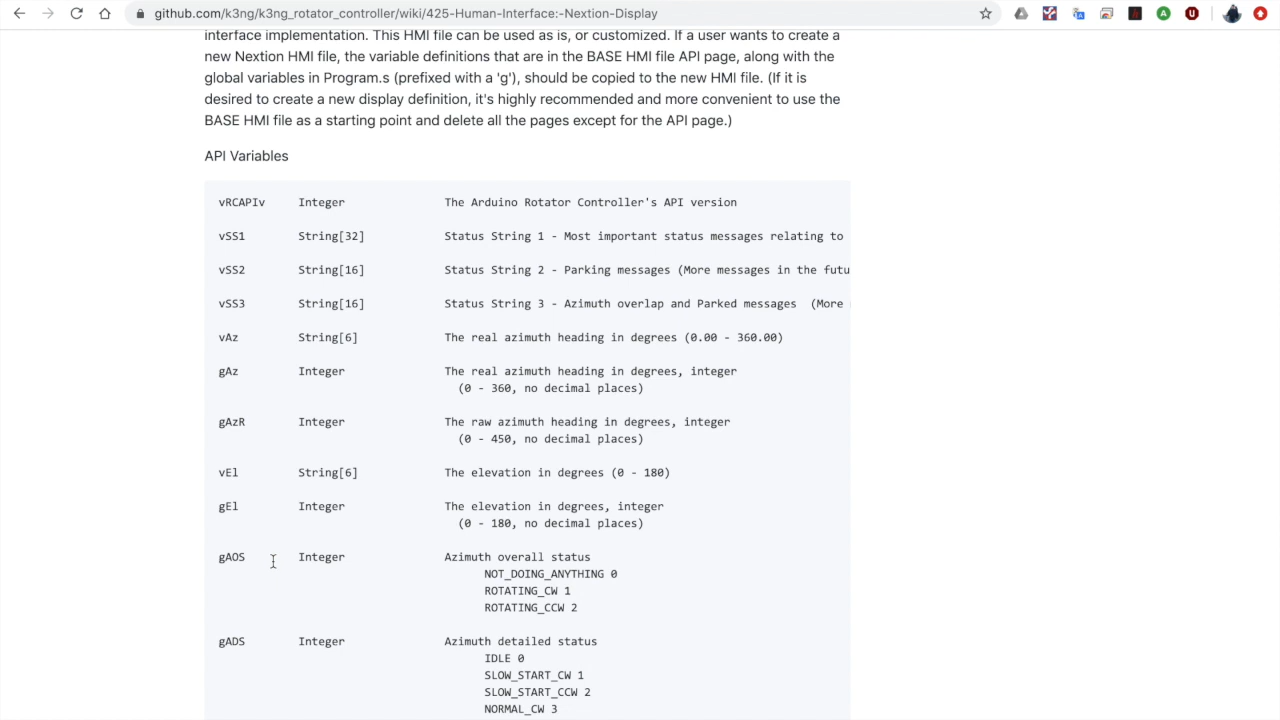 github.com/k3ng/k3ng_rotator_controller/wiki/425-Human-Interface:-Nextion-Display
interface implementation. This HMI file can be used as is, or customized. If a user wants to create a
new Nextion HMI file, the variable definitions that are in the BASE HMI file API page, along with the
global variables in Program.s (prefixed with a 'g'), should be copied to the new HMI file. (If it is
desired to create a new display definition, it's highly recommended and more convenient to use the
BASE HMI file as a starting point and delete all the pages except for the API page.)
API Variables
vRCAPIv Integer The Arduino Rotator Controller's API version
vSS1 String[32] Status String 1 - Most important status messages relating to
vSS2 String[16] Status String 2 - Parking messages (More messages in the futu
vSS3 String[16] Status String 3 - Azimuth overlap and Parked messages (More
vAz String[6] The real azimuth heading in degrees (0.00 - 360.00)
gAz Integer The real azimuth heading in degrees, integer
(0 - 360, no decimal places)
gAzR Integer The raw azimuth heading in degrees, integer
(0 - 450, no decimal places)
vEl String[6] The elevation in degrees (0 - 180)
gEl Integer The elevation in degrees, integer
(0 - 180, no decimal places)
gAOS Integer Azimuth overall status
NOT_DOING_ANYTHING 0
ROTATING_CW 1
ROTATING_CCW 2
gADS Integer Azimuth detailed status
IDLE 0
SLOW_START_CW 1
SLOW_START_CCW 2
NORMAL_CW 3